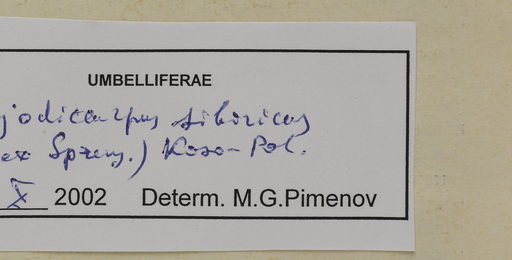 UMBELLIFERAE
jodicarpus sibiricus
ex Spreng.) Koso-Pol.
X 2002 Determ. M.G.Pimenov